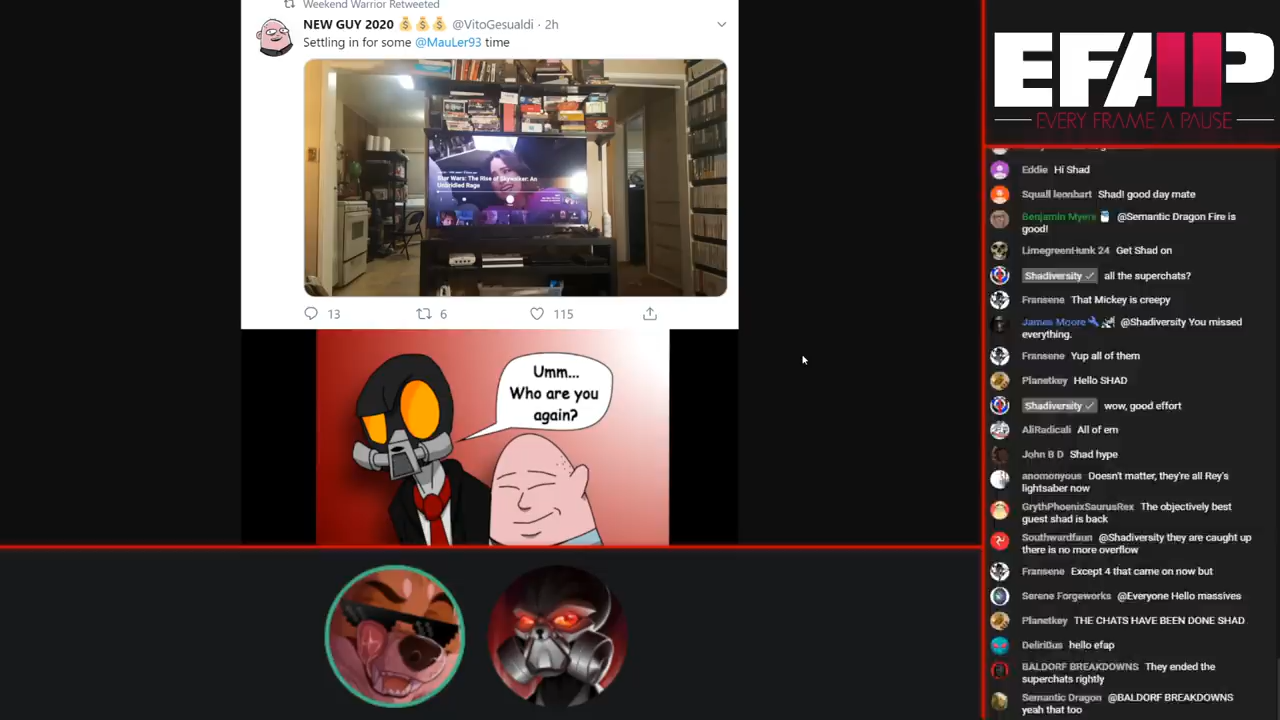 Weekend Warrior Retweeted
NEW GUY 2020 💰💰💰 @VitoGesualdi · 2h
Settling in for some @MauLer93 time
Star Wars: The Rise of Skywalker: An
Unbridled Rage
13 6 115
Umm...
Who are you
again?
EFAP
EVERY FRAME A PAUSE
Eddie Hi Shad
Squall leonhart Shad! good day mate
Benjamin Myers @Semantic Dragon Fire is
good!
LimegreenHunk 24 Get Shad on
Shadiversity ✓ all the superchats?
Fransene That Mickey is creepy
James Moore @Shadiversity You missed
everything.
Fransene Yup all of them
Planetkey Hello SHAD
Shadiversity ✓ wow, good effort
AliRadicali All of em
John B D Shad hype
anomonyous Doesn't matter, they're all Rey's
lightsaber now
GrythPhoenixSaurusRex The objectively best
guest shad is back
Southwardfaun @Shadiversity they are caught up
there is no more overflow
Fransene Except 4 that came on now but
Serene Forgeworks @Everyone Hello massives
Planetkey THE CHATS HAVE BEEN DONE SHAD
DeliriDus hello efap
BALDORF BREAKDOWNS They ended the
superchats rightly
Semantic Dragon @BALDORF BREAKDOWNS
yeah that too